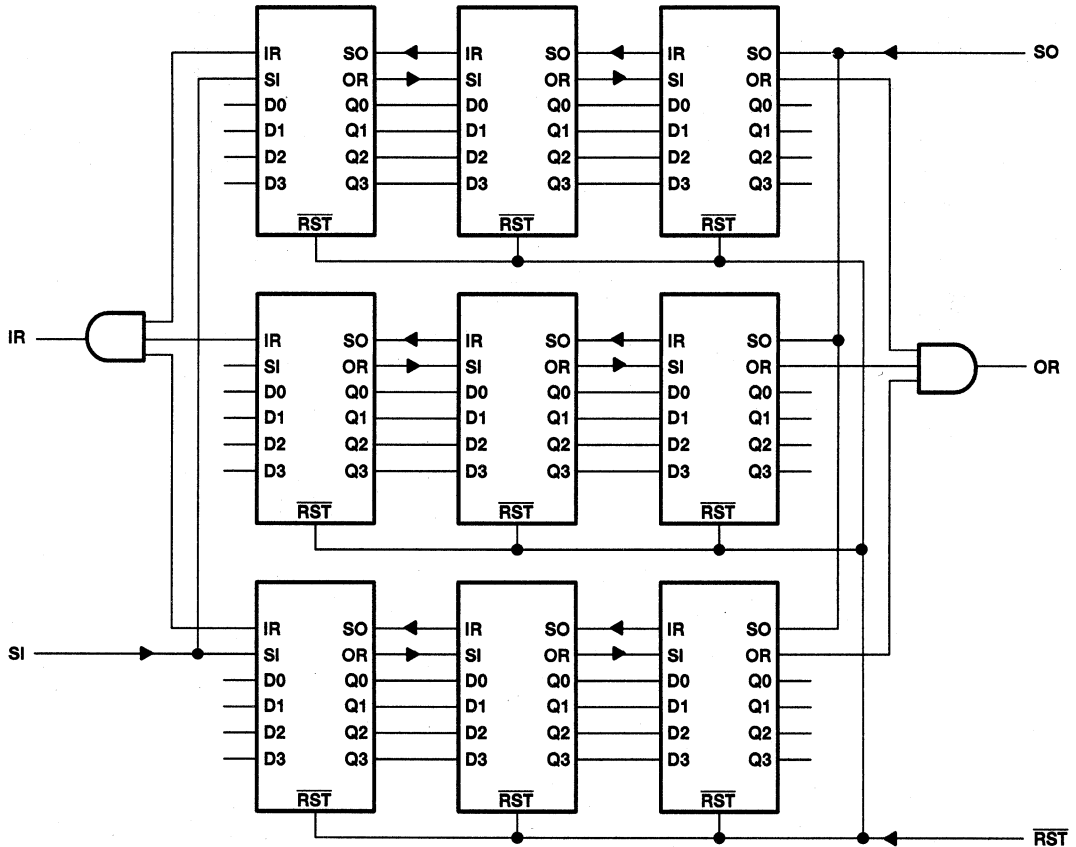 IR SO IR SO IR SO SO
SI OR SI OR SI OR
D0 Q0 D0 Q0 D0 Q0
D1 Q1 D1 Q1 D1 Q1
D2 Q2 D2 Q2 D2 Q2
D3 Q3 D3 Q3 D3 Q3
RST RST RST
IR IR SO IR SO IR SO
SI OR SI OR SI OR OR
D0 Q0 D0 Q0 D0 Q0
D1 Q1 D1 Q1 D1 Q1
D2 Q2 D2 Q2 D2 Q2
D3 Q3 D3 Q3 D3 Q3
RST RST RST
IR SO IR SO IR SO
SI SI OR SI OR SI OR
D0 Q0 D0 Q0 D0 Q0
D1 Q1 D1 Q1 D1 Q1
D2 Q2 D2 Q2 D2 Q2
D3 Q3 D3 Q3 D3 Q3
RST RST RST
RST